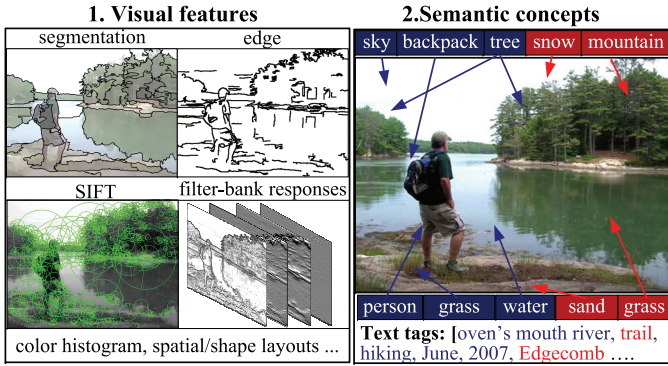 1. Visual features
segmentation
edge
SIFT
filter-bank responses
color histogram, spatial/shape layouts ...
2.Semantic concepts
sky backpack tree snow mountain
person grass water sand grass
Text tags: [oven's mouth river, trail,
hiking, June, 2007, Edgecomb ....